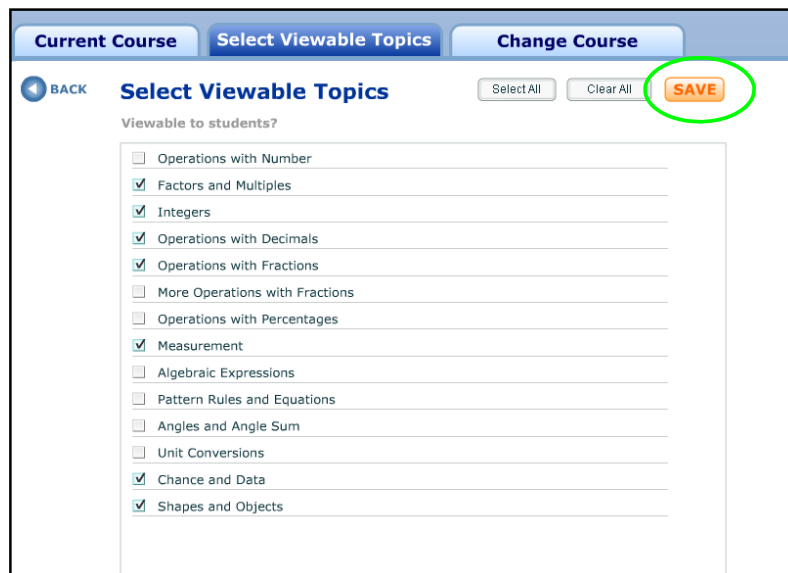 Current Course
Select Viewable Topics
Change Course
BACK
Select Viewable Topics
Select All
Clear All
SAVE
Viewable to students?
Operations with Number
Factors and Multiples
Integers
Operations with Decimals
Operations with Fractions
More Operations with Fractions
Operations with Percentages
Measurement
Algebraic Expressions
Pattern Rules and Equations
Angles and Angle Sum
Unit Conversions
Chance and Data
Shapes and Objects